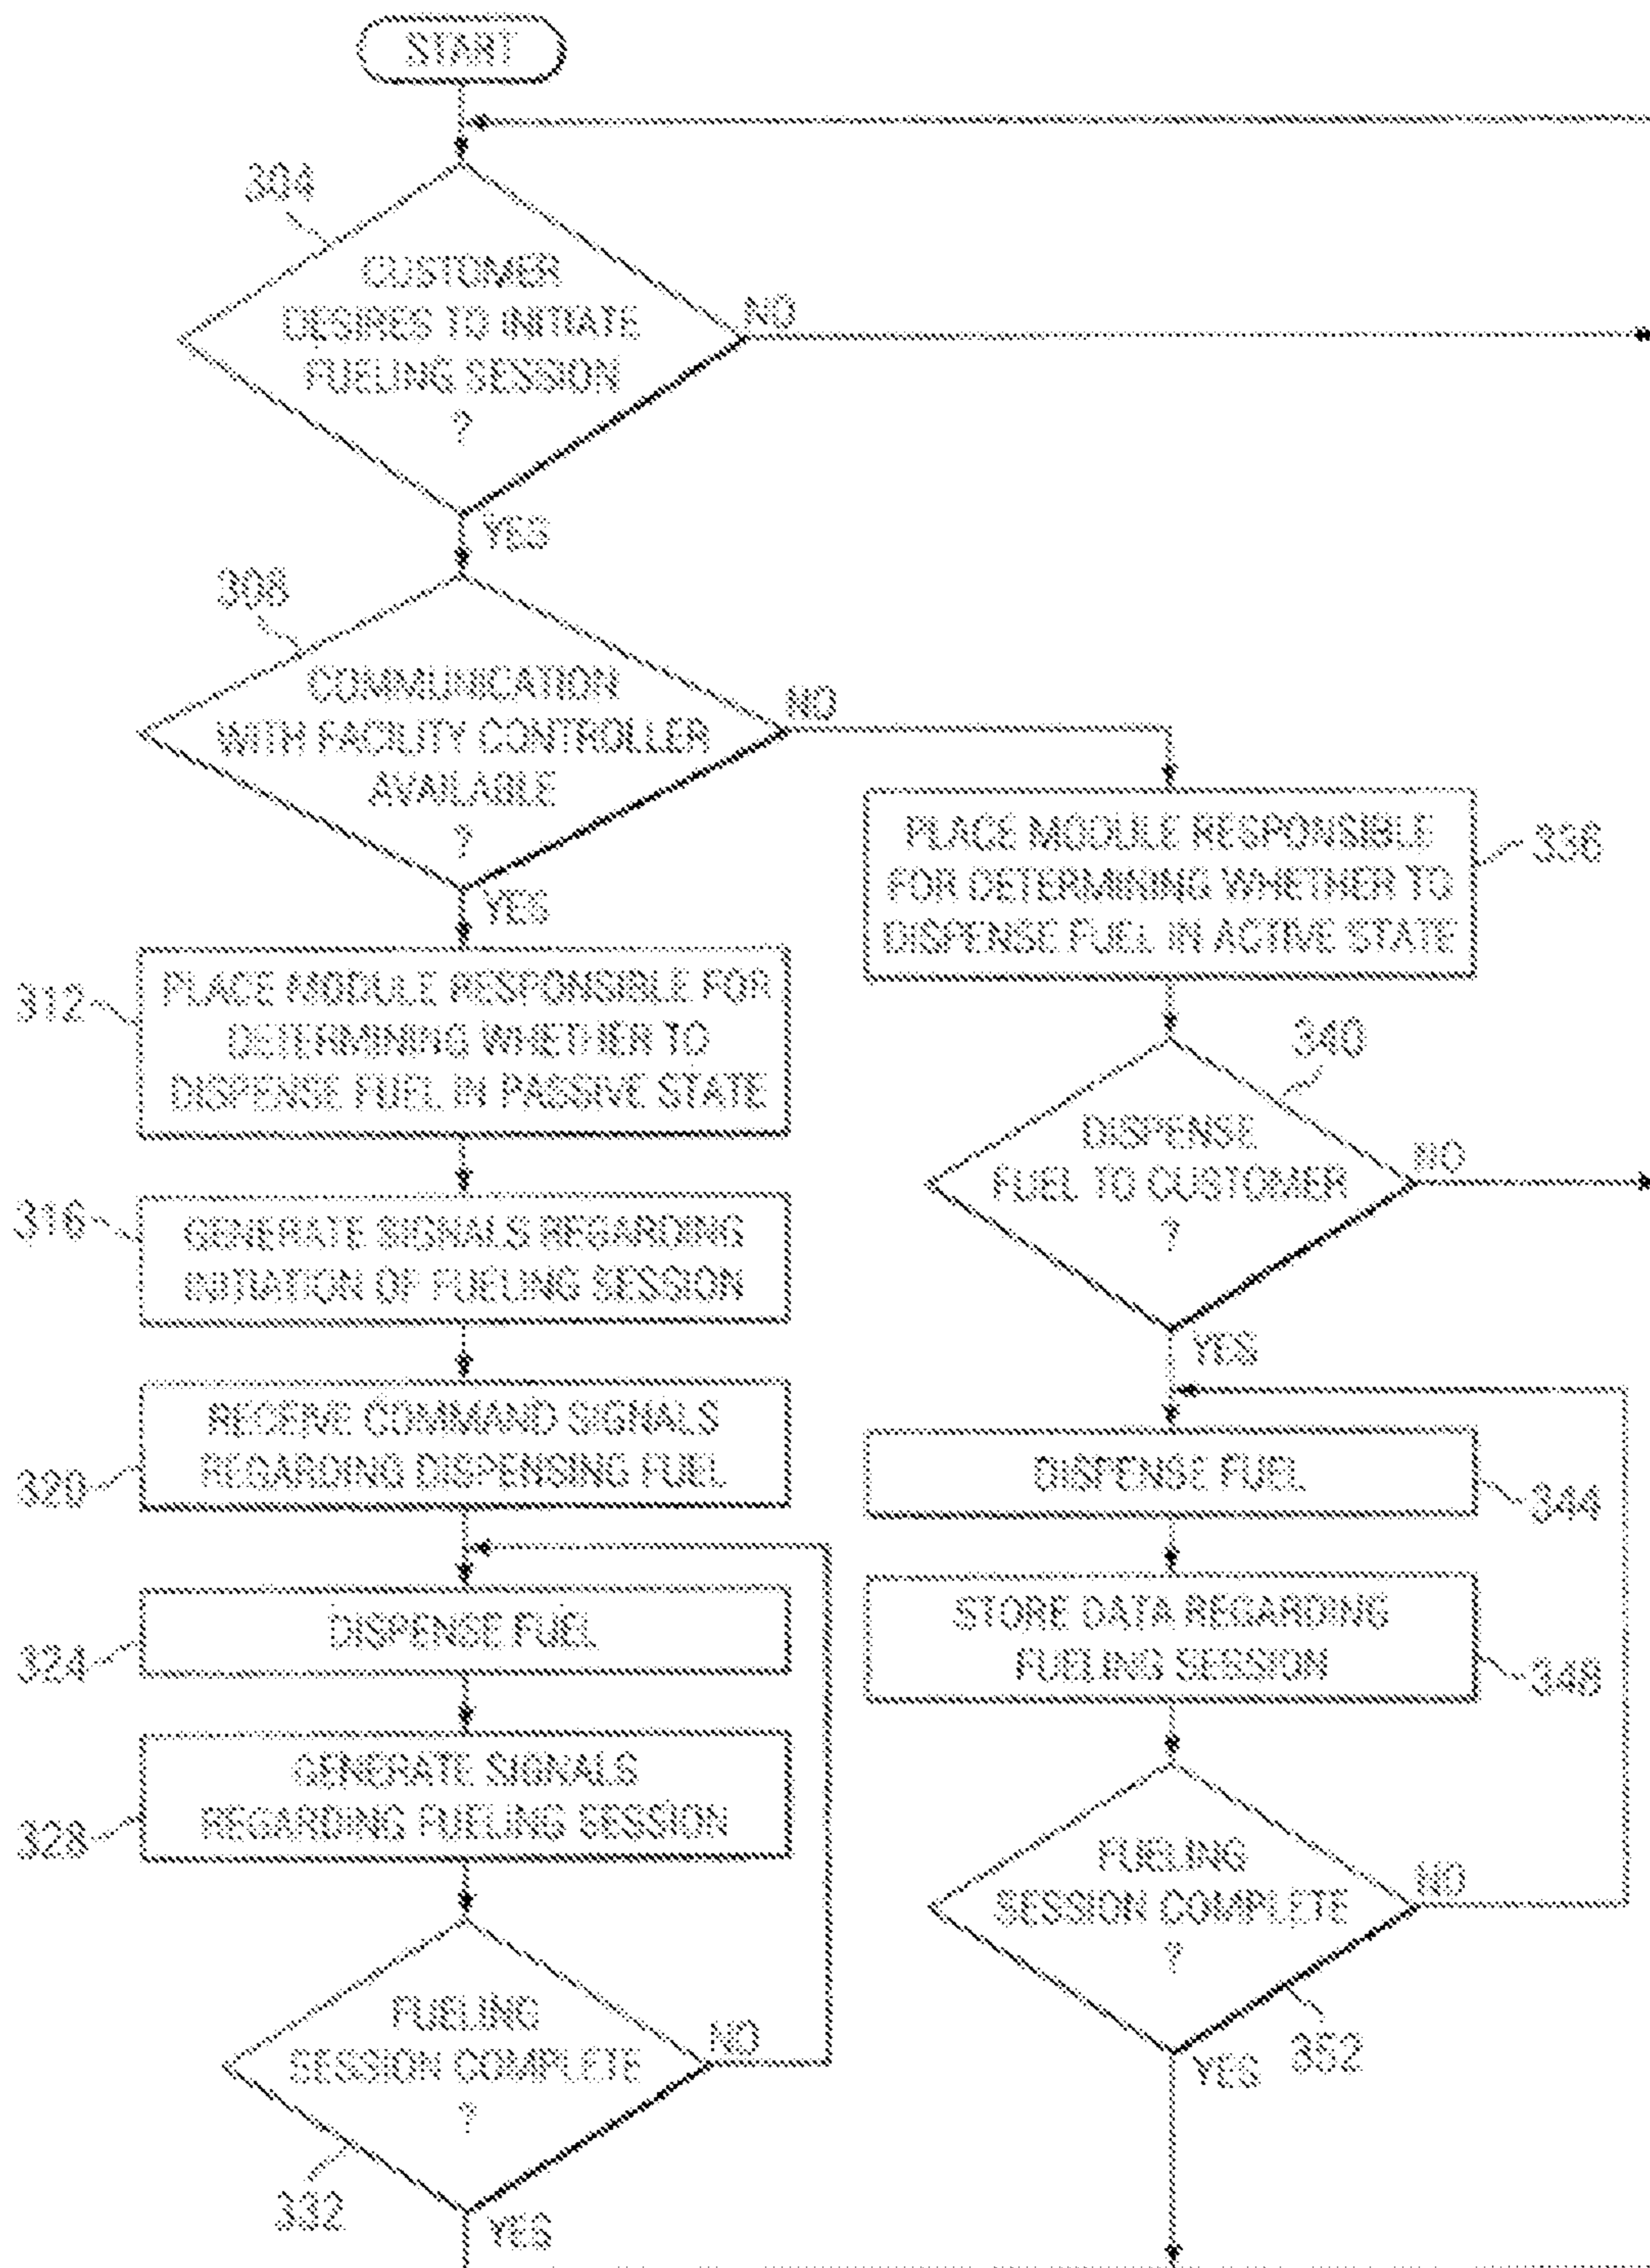 START
304
CUSTOMER
DESIRES TO INITIATE
FUELING SESSION
?
NO
YES
308
COMMUNICATION
WITH FACILITY CONTROLLER
AVAILABLE
?
NO
YES
312
PLACE MODULE RESPONSIBLE FOR
DETERMINING WHETHER TO
DISPENSE FUEL IN PASSIVE STATE
316
GENERATE SIGNALS REGARDING
INITIATION OF FUELING SESSION
320
RECEIVE COMMAND SIGNALS
REGARDING DISPENSING FUEL
324
DISPENSE FUEL
328
GENERATE SIGNALS
REGARDING FUELING SESSION
FUELING
SESSION COMPLETE
?
NO
332
YES
PLACE MODULE RESPONSIBLE
FOR DETERMINING WHETHER TO
DISPENSE FUEL IN ACTIVE STATE
336
340
DISPENSE
FUEL TO CUSTOMER
?
NO
YES
DISPENSE FUEL
344
STORE DATA REGARDING
FUELING SESSION
348
FUELING
SESSION COMPLETE
?
NO
YES
352